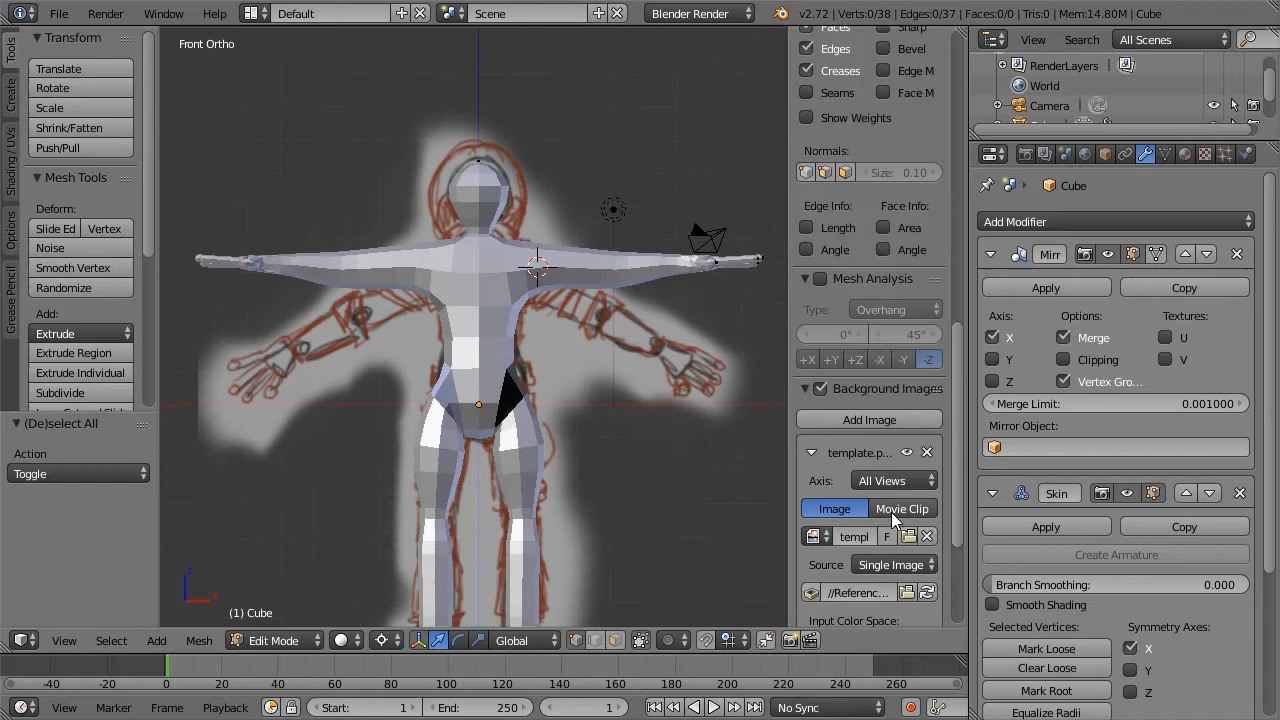 File Render Window Help Default Scene Blender Render v2.72 | Verts:0/38 | Edges:0/37 | Faces:0/0 | Tris:0 | Mem:14.80M | Cube
Tools
Create
Shading / UVs
Options
Grease Pencil
Transform
Translate
Rotate
Scale
Shrink/Fatten
Push/Pull
Mesh Tools
Deform:
Slide Ed Vertex
Noise
Smooth Vertex
Randomize
Add:
Extrude
Extrude Region
Extrude Individual
Subdivide
(De)select All
Action
Toggle
Front Ortho
z
x
(1) Cube
Faces Sharp
Edges Bevel
Creases Edge M
Seams Face M
Show Weights
Normals:
Size: 0.10
Edge Info: Face Info:
Length Area
Angle Angle
Mesh Analysis
Type: Overhang
0° 45°
+X +Y +Z -X -Y -Z
Background Images
Add Image
template.p...
Axis: All Views
Image Movie Clip
templ F
Source Single Image
//Referenc...
Input Color Space:
View Search All Scenes
RenderLayers
World
Camera
Cube
Add Modifier
Mirr
Apply Copy
Axis: Options: Textures:
X Merge U
Y Clipping V
Z Vertex Gro...
Merge Limit: 0.001000
Mirror Object:
Skin
Apply Copy
Create Armature
Branch Smoothing: 0.000
Smooth Shading
Selected Vertices: Symmetry Axes:
Mark Loose X
Clear Loose Y
Mark Root Z
Equalize Radii
View Select Add Mesh Edit Mode Global
-40 -20 0 20 40 60 80 100 120 140 160 180 200 220 240 260
View Marker Frame Playback Start: 1 End: 250 1 No Sync